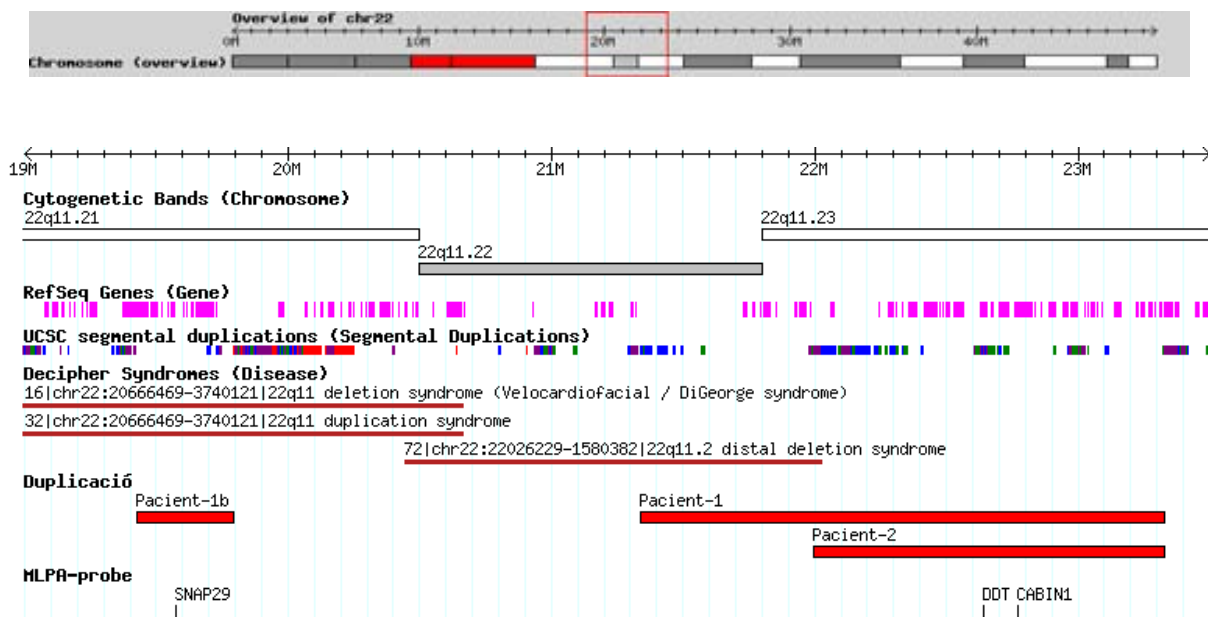 Overview of chr22
0M 10M 20M 30M 40M
Chromosome (overview)
19M 20M 21M 22M 23M
Cytogenetic Bands (Chromosome)
22q11.21 22q11.23
22q11.22
RefSeq Genes (Gene)
UCSC segmental duplications (Segmental Duplications)
Decipher Syndromes (Disease)
16|chr22:20666469-3740121|22q11 deletion syndrome (Velocardiofacial / DiGeorge syndrome)
32|chr22:20666469-3740121|22q11 duplication syndrome
72|chr22:22026229-1580382|22q11.2 distal deletion syndrome
Duplicació
Pacient-1b Pacient-1
Pacient-2
MLPA-probe
SNAP29 DDT CABIN1